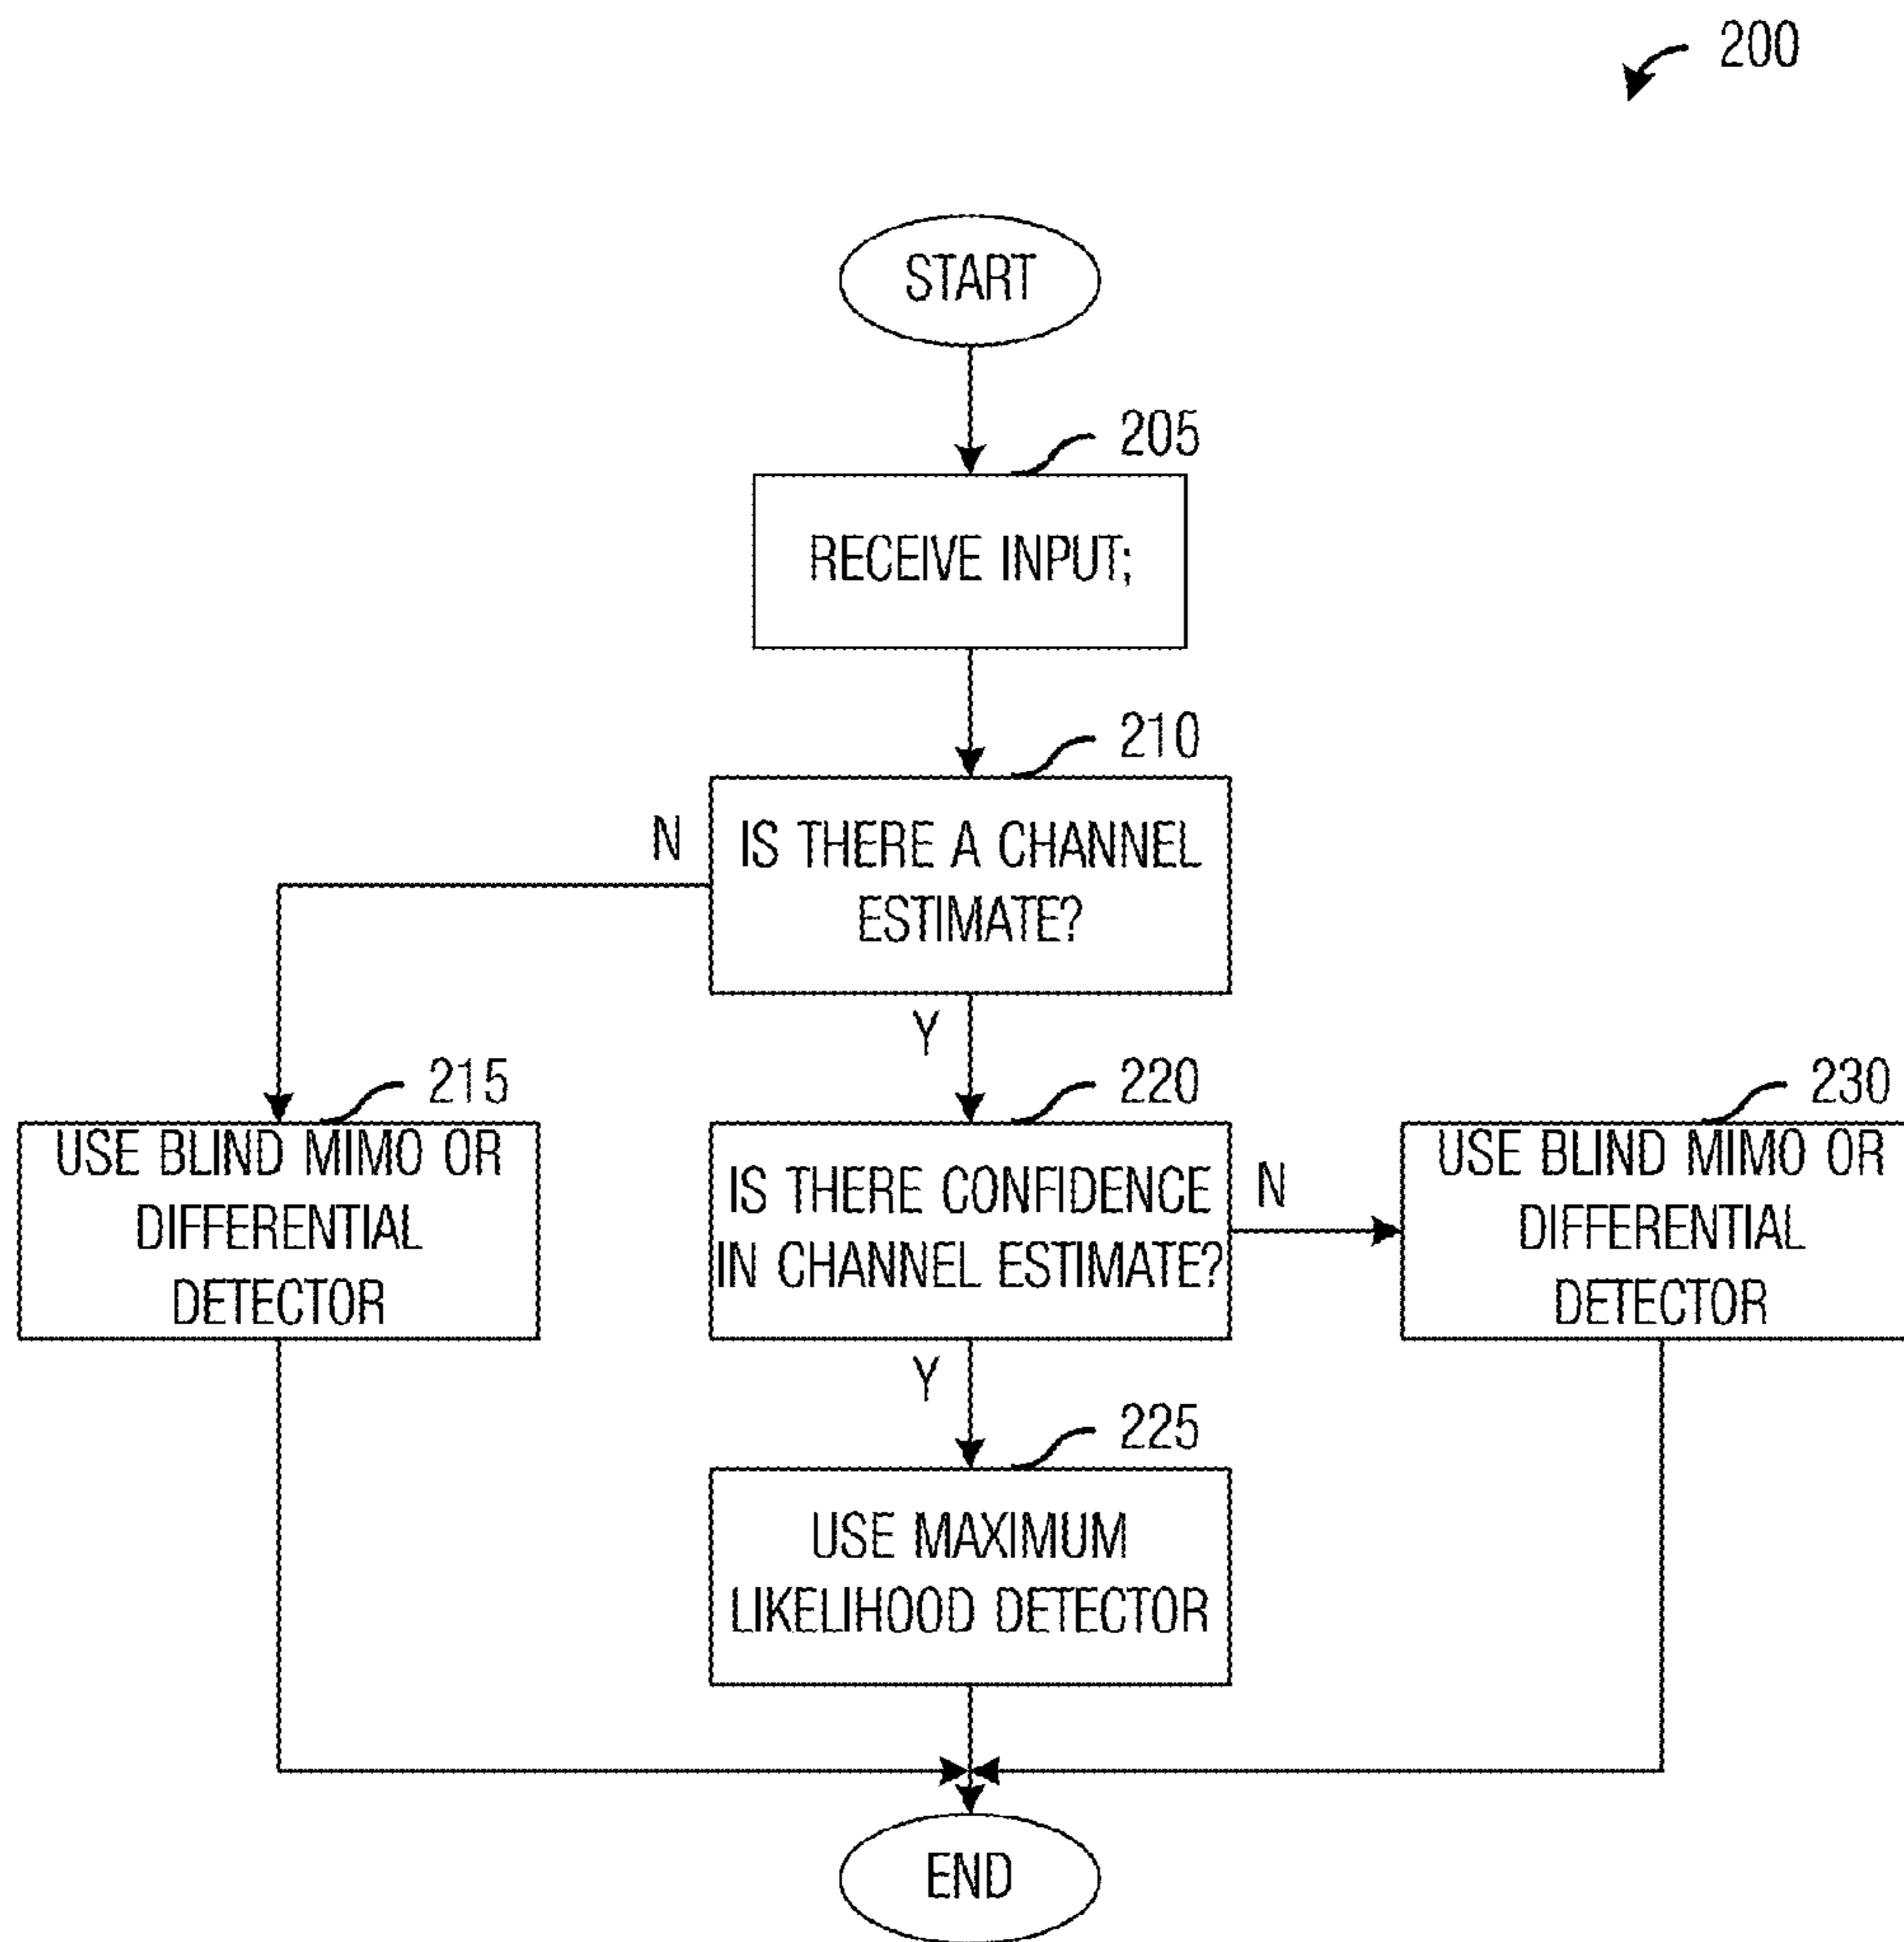 200
START
205
RECEIVE INPUT;
210
N
IS THERE A CHANNEL
ESTIMATE?
Y
215
USE BLIND MIMO OR
DIFFERENTIAL
DETECTOR
220
IS THERE CONFIDENCE
IN CHANNEL ESTIMATE?
N
230
USE BLIND MIMO OR
DIFFERENTIAL
DETECTOR
Y
225
USE MAXIMUM
LIKELIHOOD DETECTOR
END